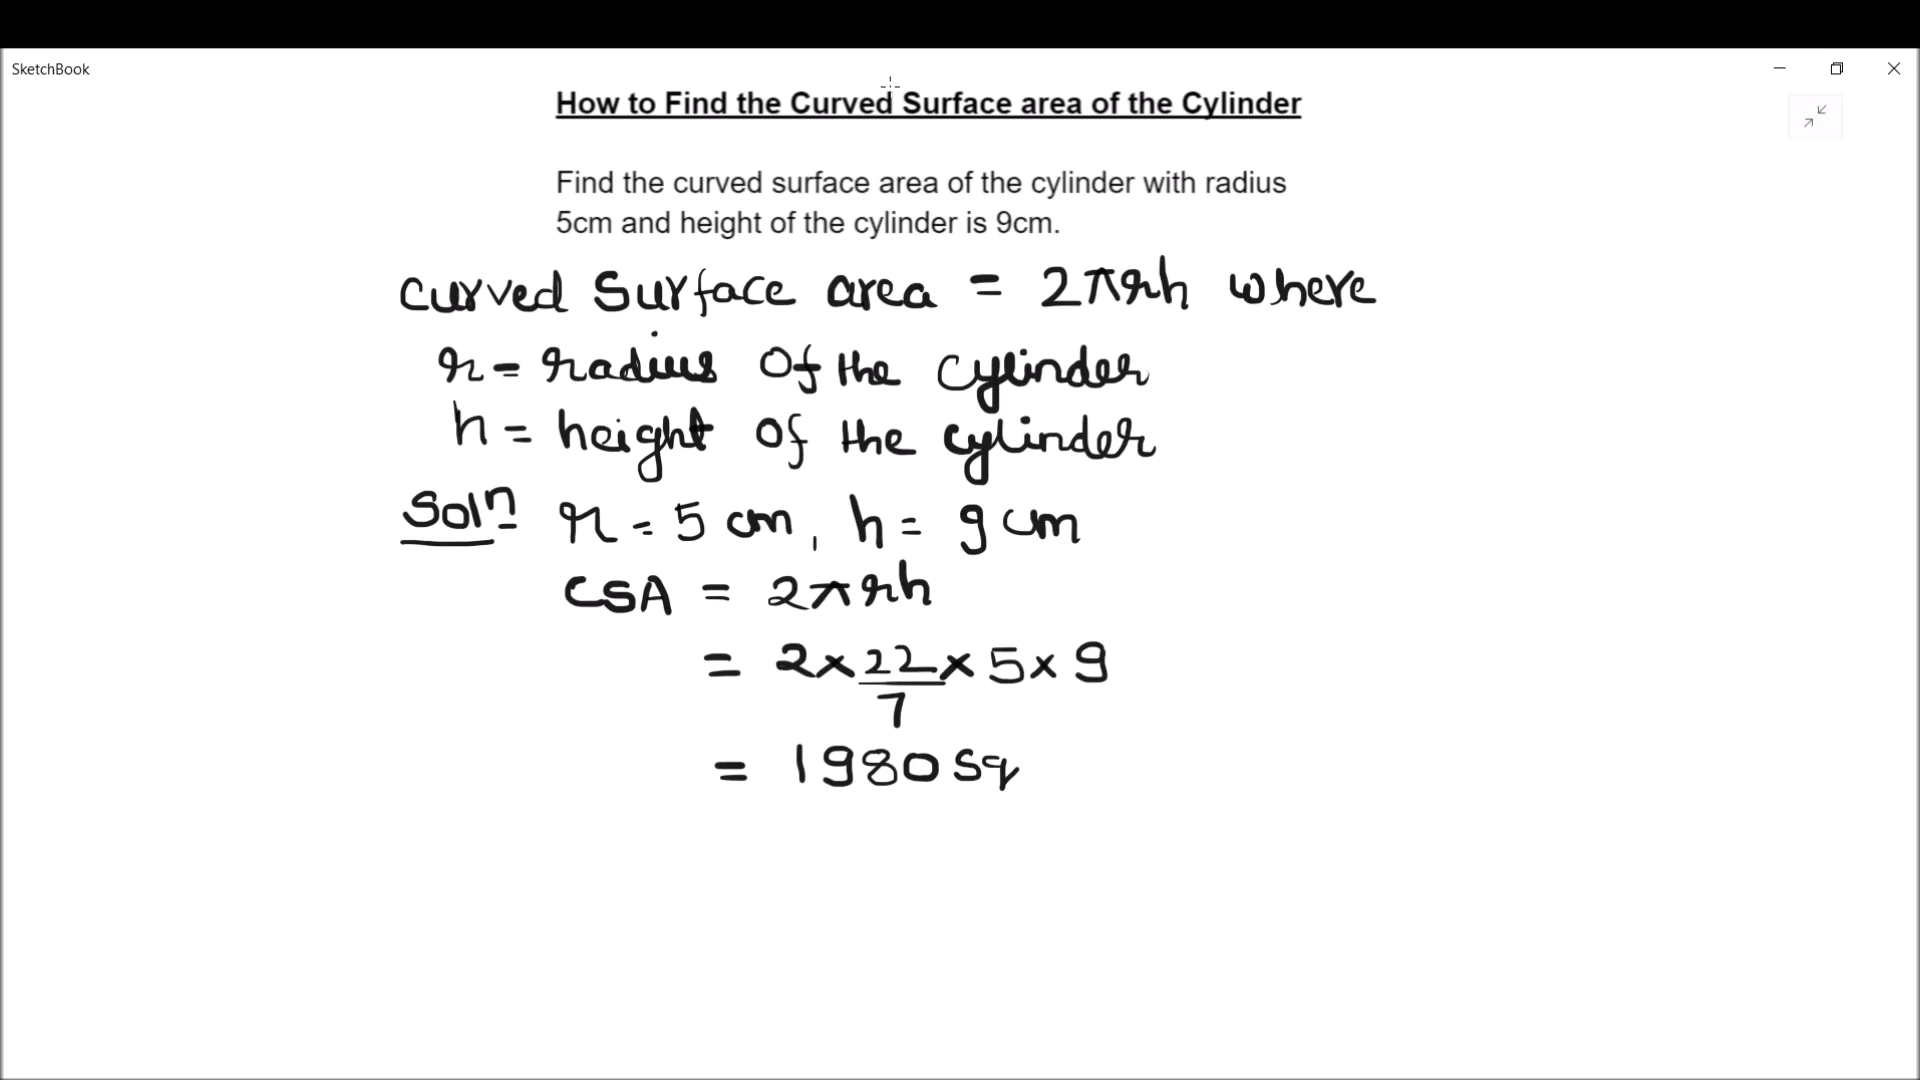 SketchBook
How to Find the Curved Surface area of the Cylinder
Find the curved surface area of the cylinder with radius
5cm and height of the cylinder is 9cm.
curved surface area = 2πrh where
r = radius of the cylinder
h = height of the cylinder
Solⁿ r = 5 cm, h = 9 cm
CSA = 2πrh
= 2 × 22/7 × 5 × 9
= 1980 sq